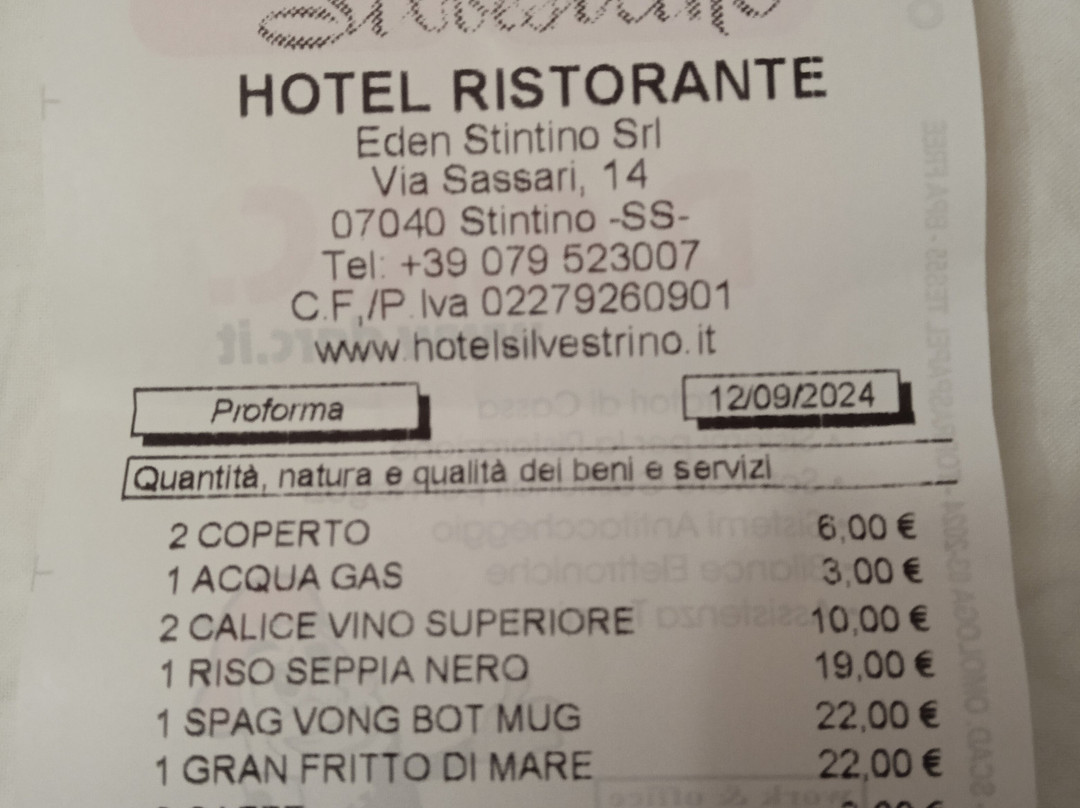 Silvestrino
HOTEL RISTORANTE
Eden Stintino Srl
Via Sassari, 14
07040 Stintino -SS-
Tel: +39 079 523007
C.F./P.Iva 02279260901
www.hotelsilvestrino.it
Proforma
12/09/2024
Quantità, natura e qualità dei beni e servizi
2 COPERTO 6,00 €
1 ACQUA GAS 3,00 €
2 CALICE VINO SUPERIORE 10,00 €
1 RISO SEPPIA NERO 19,00 €
1 SPAG VONG BOT MUG 22,00 €
1 GRAN FRITTO DI MARE 22,00 €